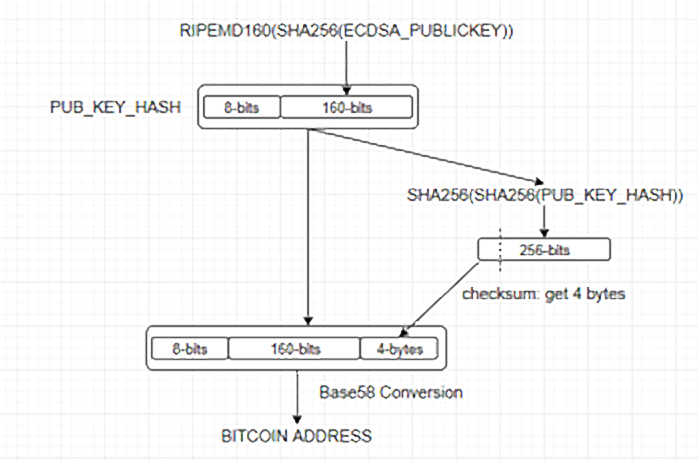 RIPEMD160(SHA256(ECDSA_PUBLICKEY))
PUB_KEY_HASH
8-bits
160-bits
SHA256(SHA256(PUB_KEY_HASH))
256-bits
checksum: get 4 bytes
8-bits
160-bits
4-bytes
Base58 Conversion
BITCOIN ADDRESS